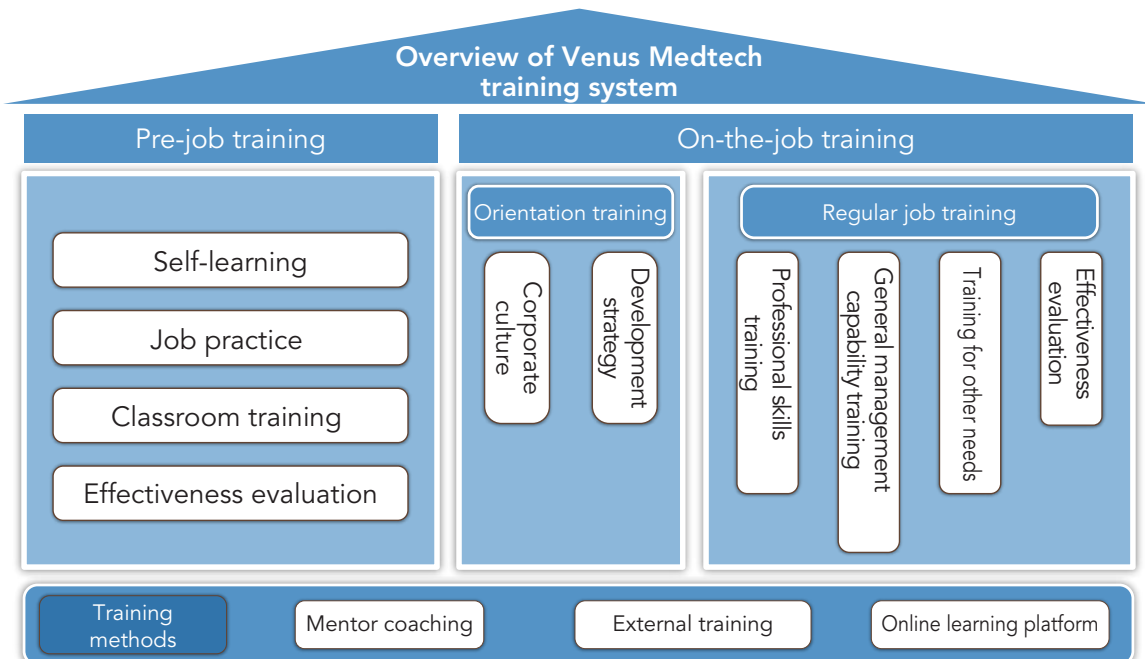 Overview of Venus Medtech
training system
Pre-job training
On-the-job training
Self-learning
Job practice
Classroom training
Effectiveness evaluation
Orientation training
Corporate
culture
Development
strategy
Regular job training
Professional skills
training
General management
capability training
Training for other needs
Effectiveness
evaluation
Training
methods
Mentor coaching
External training
Online learning platform